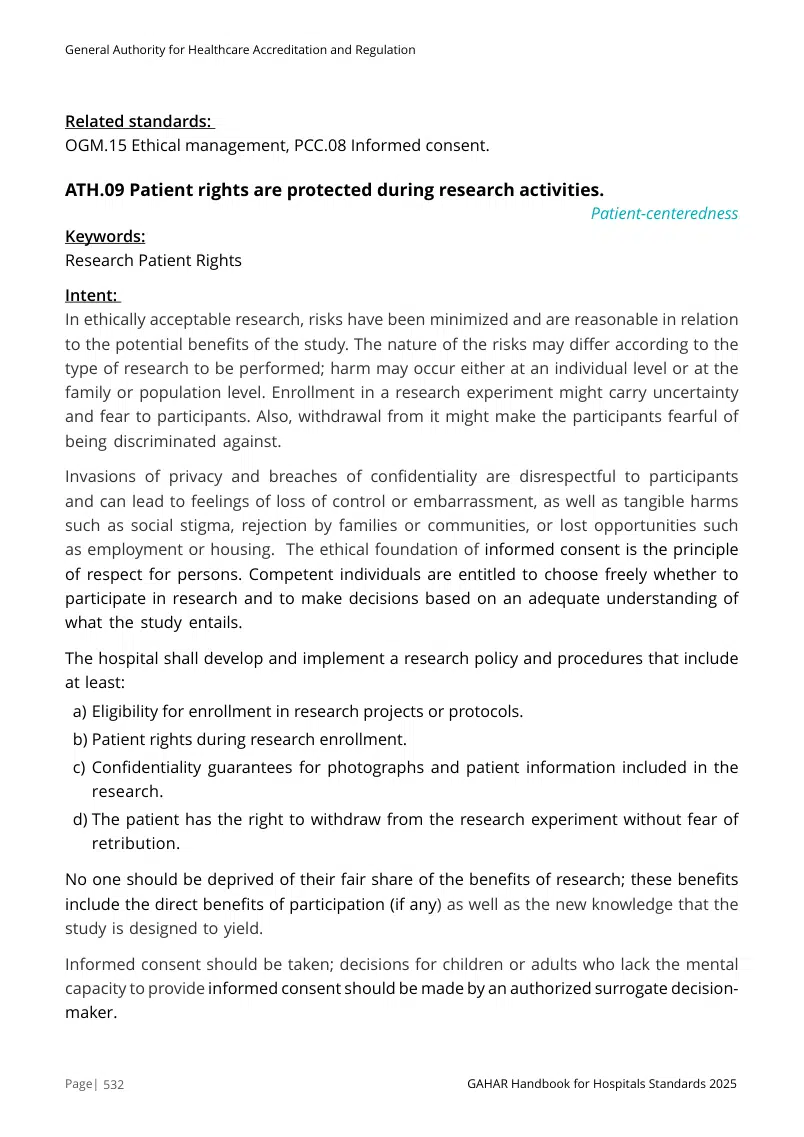 General Authority for Healthcare Accreditation and Regulation
Related standards:
OGM.15 Ethical management, PCC.08 Informed consent.
ATH.09 Patient rights are protected during research activities.
Patient-centeredness
Keywords:
Research Patient Rights
Intent:
In ethically acceptable research, risks have been minimized and are reasonable in relation
to the potential benefits of the study. The nature of the risks may differ according to the
type of research to be performed; harm may occur either at an individual level or at the
family or population level. Enrollment in a research experiment might carry uncertainty
and fear to participants. Also, withdrawal from it might make the participants fearful of
being discriminated against.
Invasions of privacy and breaches of confidentiality are disrespectful to participants
and can lead to feelings of loss of control or embarrassment, as well as tangible harms
such as social stigma, rejection by families or communities, or lost opportunities such
as employment or housing. The ethical foundation of informed consent is the principle
of respect for persons. Competent individuals are entitled to choose freely whether to
participate in research and to make decisions based on an adequate understanding of
what the study entails.
The hospital shall develop and implement a research policy and procedures that include
at least:
a) Eligibility for enrollment in research projects or protocols.
b) Patient rights during research enrollment.
c) Confidentiality guarantees for photographs and patient information included in the
research.
d) The patient has the right to withdraw from the research experiment without fear of
retribution.
No one should be deprived of their fair share of the benefits of research; these benefits
include the direct benefits of participation (if any) as well as the new knowledge that the
study is designed to yield.
Informed consent should be taken; decisions for children or adults who lack the mental
capacity to provide informed consent should be made by an authorized surrogate decision-
maker.
Page| 532
GAHAR Handbook for Hospitals Standards 2025